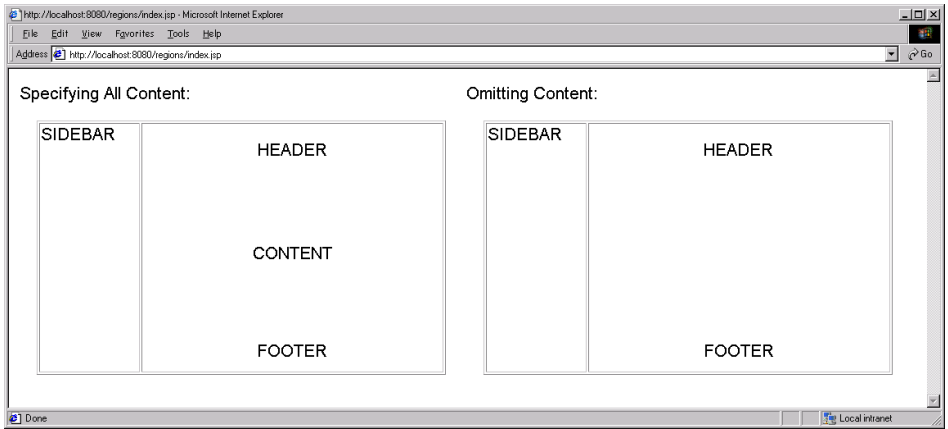 http://localhost:8080/regions/index.jsp - Microsoft Internet Explorer
File Edit View Favorites Tools Help
Address http://localhost:8080/regions/index.jsp Go
Specifying All Content:
SIDEBAR
HEADER
CONTENT
FOOTER
Omitting Content:
SIDEBAR
HEADER
FOOTER
Done
Local intranet